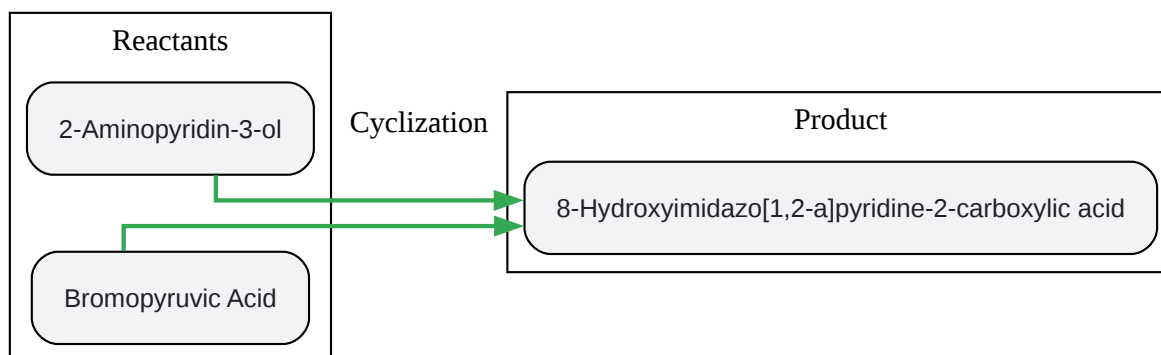 Reactants
2-Aminopyridin-3-ol
Bromopyruvic Acid
Cyclization
Product
8-Hydroxyimidazo[1,2-a]pyridine-2-carboxylic acid